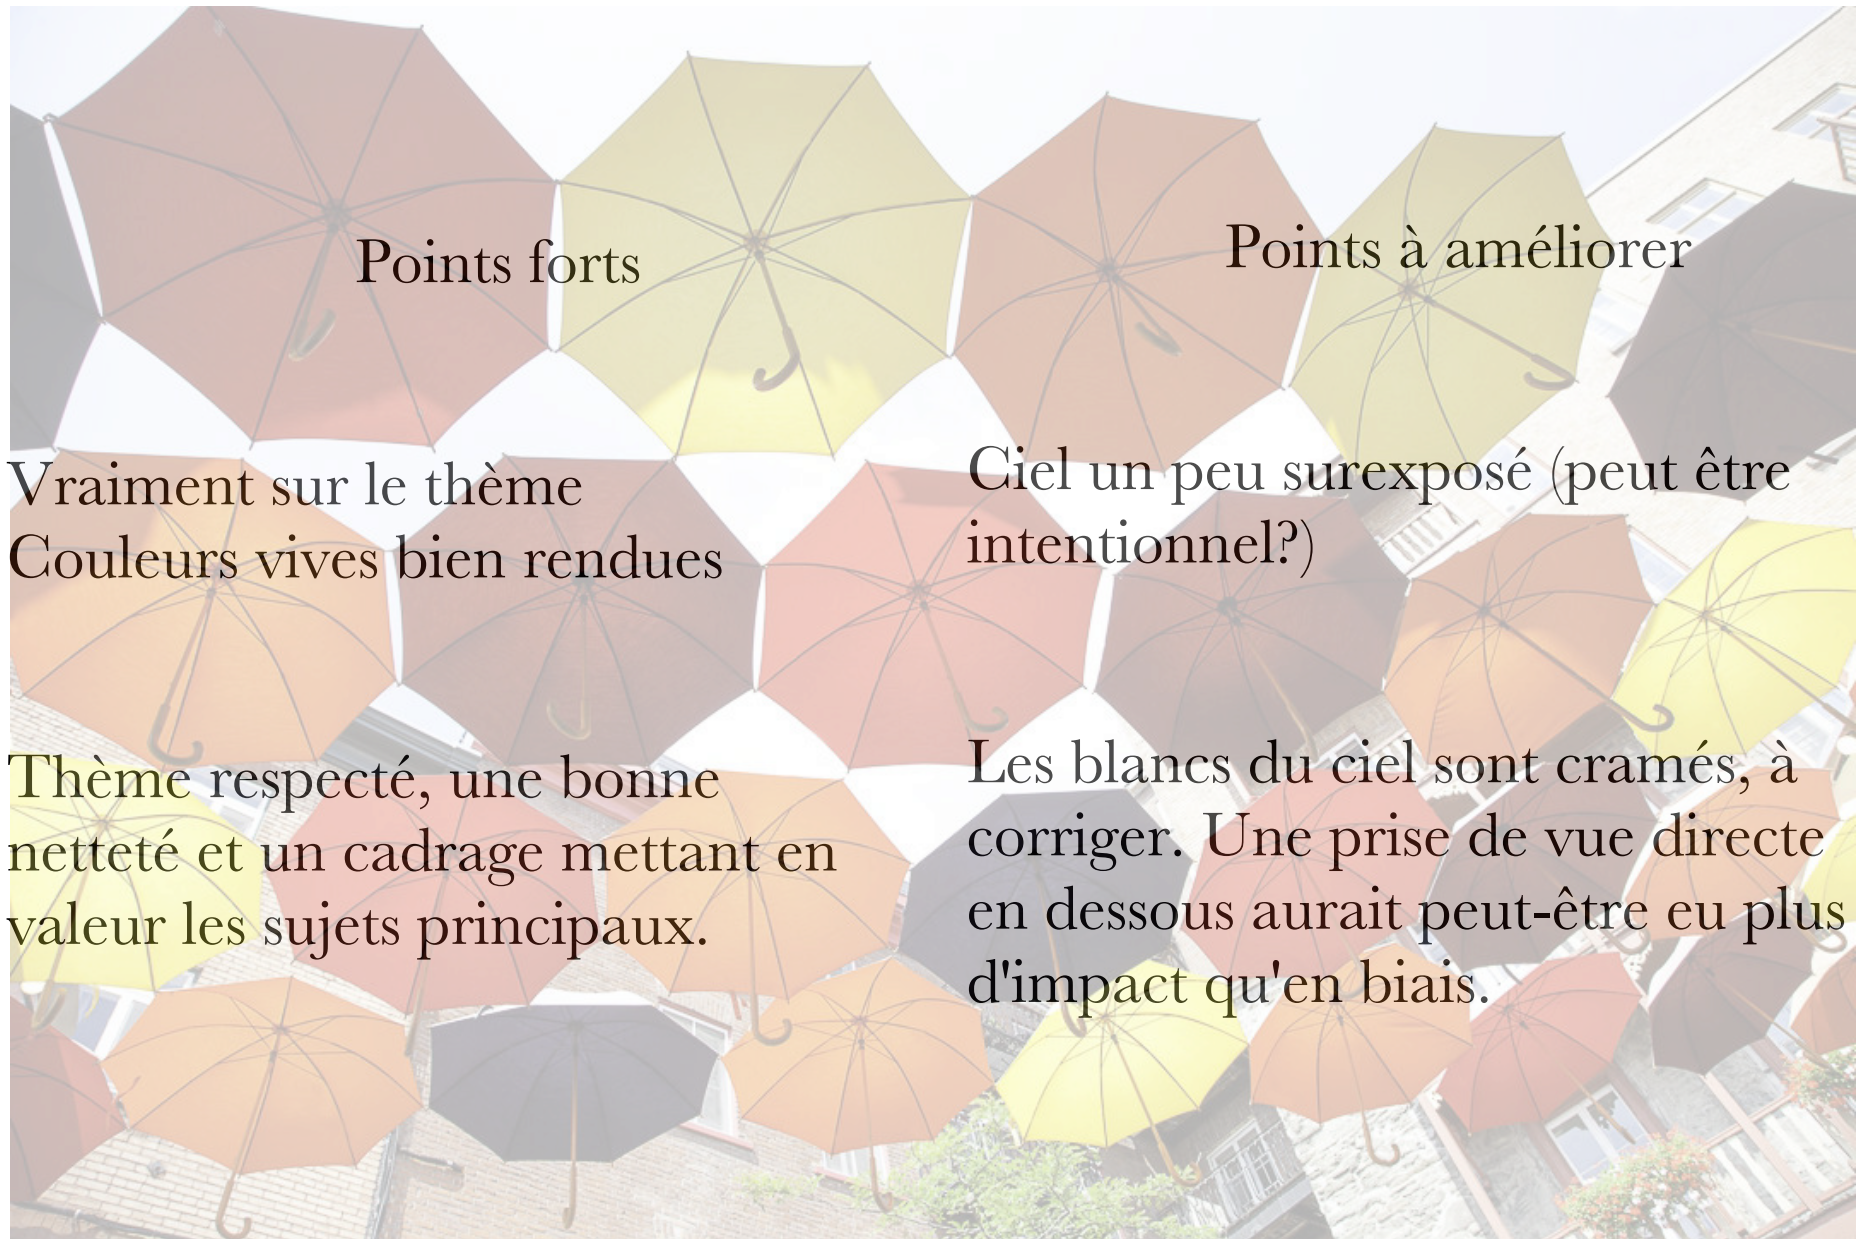 Points forts
Points à améliorer
Vraiment sur le thème
Couleurs vives bien rendues
Ciel un peu surexposé (peut être
intentionnel?)
Thème respecté, une bonne
netteté et un cadrage mettant en
valeur les sujets principaux.
Les blancs du ciel sont cramés, à
corriger. Une prise de vue directe
en dessous aurait peut-être eu plus
d'impact qu'en biais.